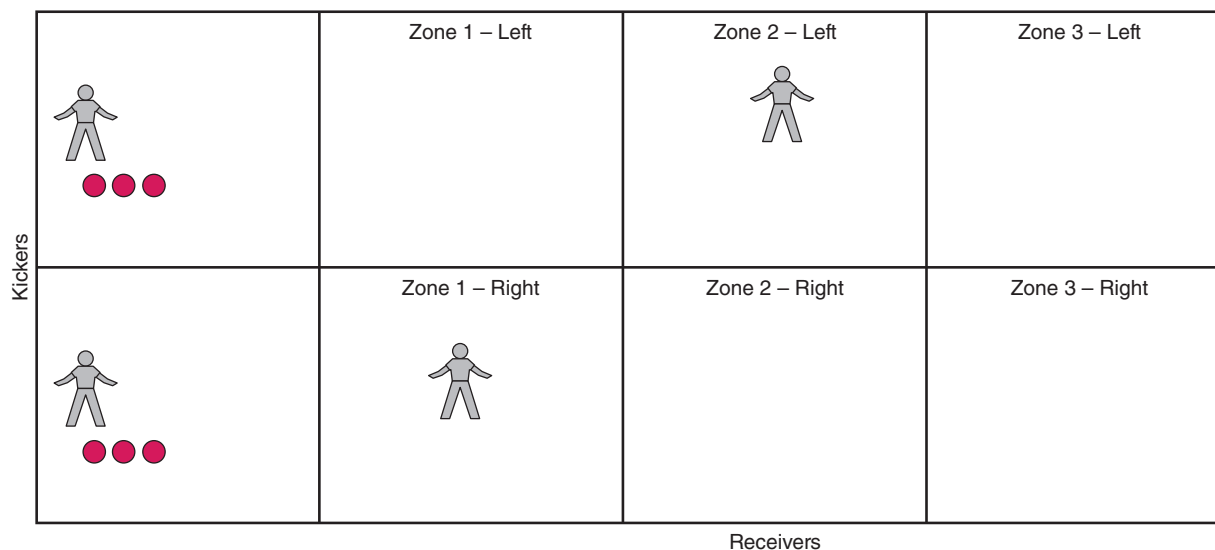 Zone 1 – Left
Zone 2 – Left
Zone 3 – Left
Kickers
Zone 1 – Right
Zone 2 – Right
Zone 3 – Right
Receivers